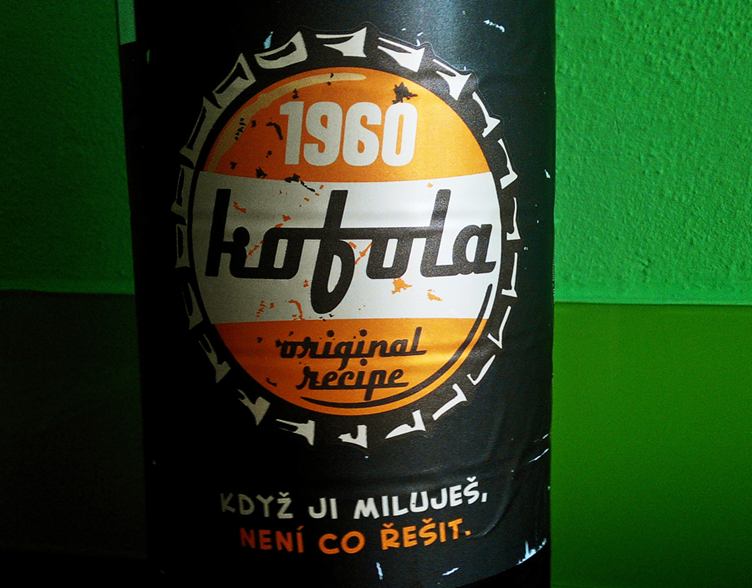 1960
kofola
original
recipe
KDYŽ JI MILUJEŠ,
NENÍ CO ŘEŠIT.